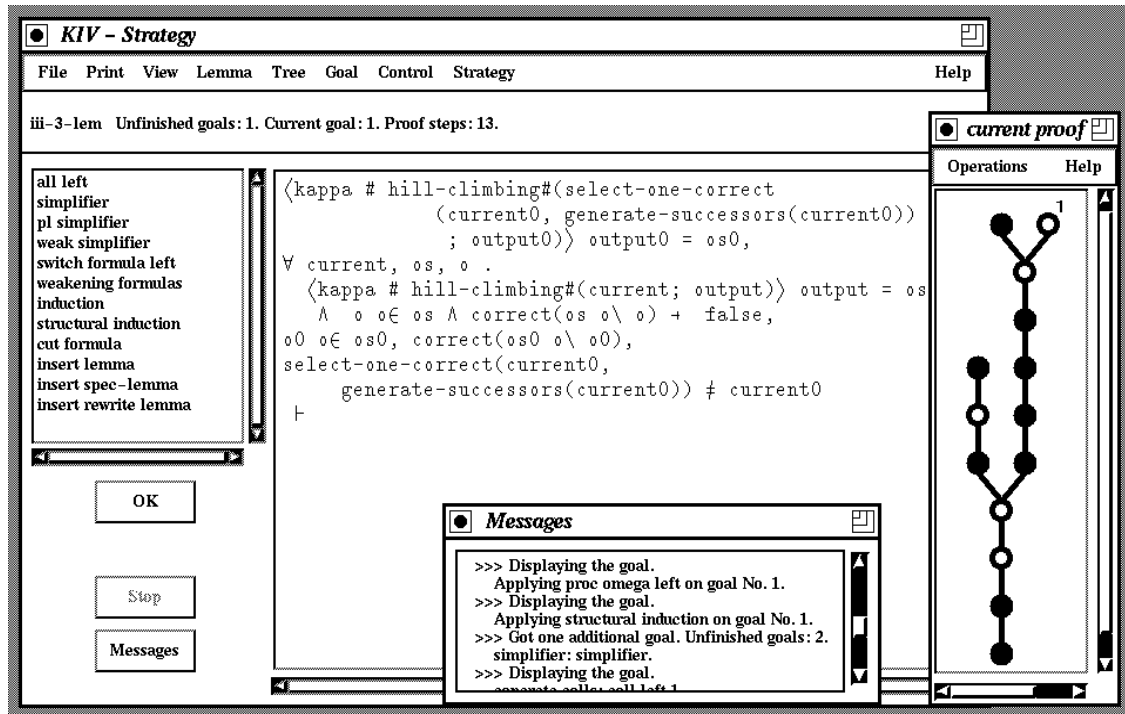 KIV – Strategy
File Print View Lemma Tree Goal Control Strategy Help
iii–3–lem Unfinished goals: 1. Current goal: 1. Proof steps: 13.
all left
simplifier
pl simplifier
weak simplifier
switch formula left
weakening formulas
induction
structural induction
cut formula
insert lemma
insert spec–lemma
insert rewrite lemma
OK
Stop
Messages
⟨kappa # hill-climbing#(select-one-correct
(current0, generate-successors(current0))
; output0)⟩ output0 = os0,
∀ current, os, o .
⟨kappa # hill-climbing#(current; output)⟩ output = os
∧ o o∈ os ∧ correct(os o\ o) → false,
o0 o∈ os0, correct(os0 o\ o0),
select-one-correct(current0,
generate-successors(current0)) ≠ current0
⊢
Messages
>>> Displaying the goal.
Applying proc omega left on goal No. 1.
>>> Displaying the goal.
Applying structural induction on goal No. 1.
>>> Got one additional goal. Unfinished goals: 2.
simplifier: simplifier.
>>> Displaying the goal.
current proof
Operations Help
1